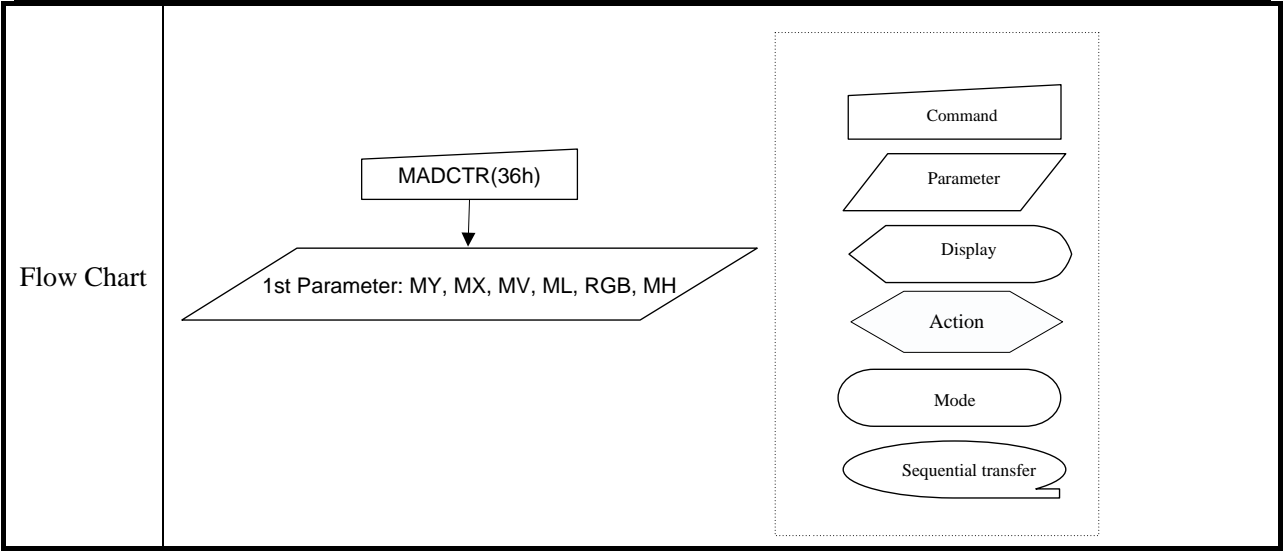 Flow Chart
MADCTR(36h)
1st Parameter: MY, MX, MV, ML, RGB, MH
Command
Parameter
Display
Action
Mode
Sequential transfer